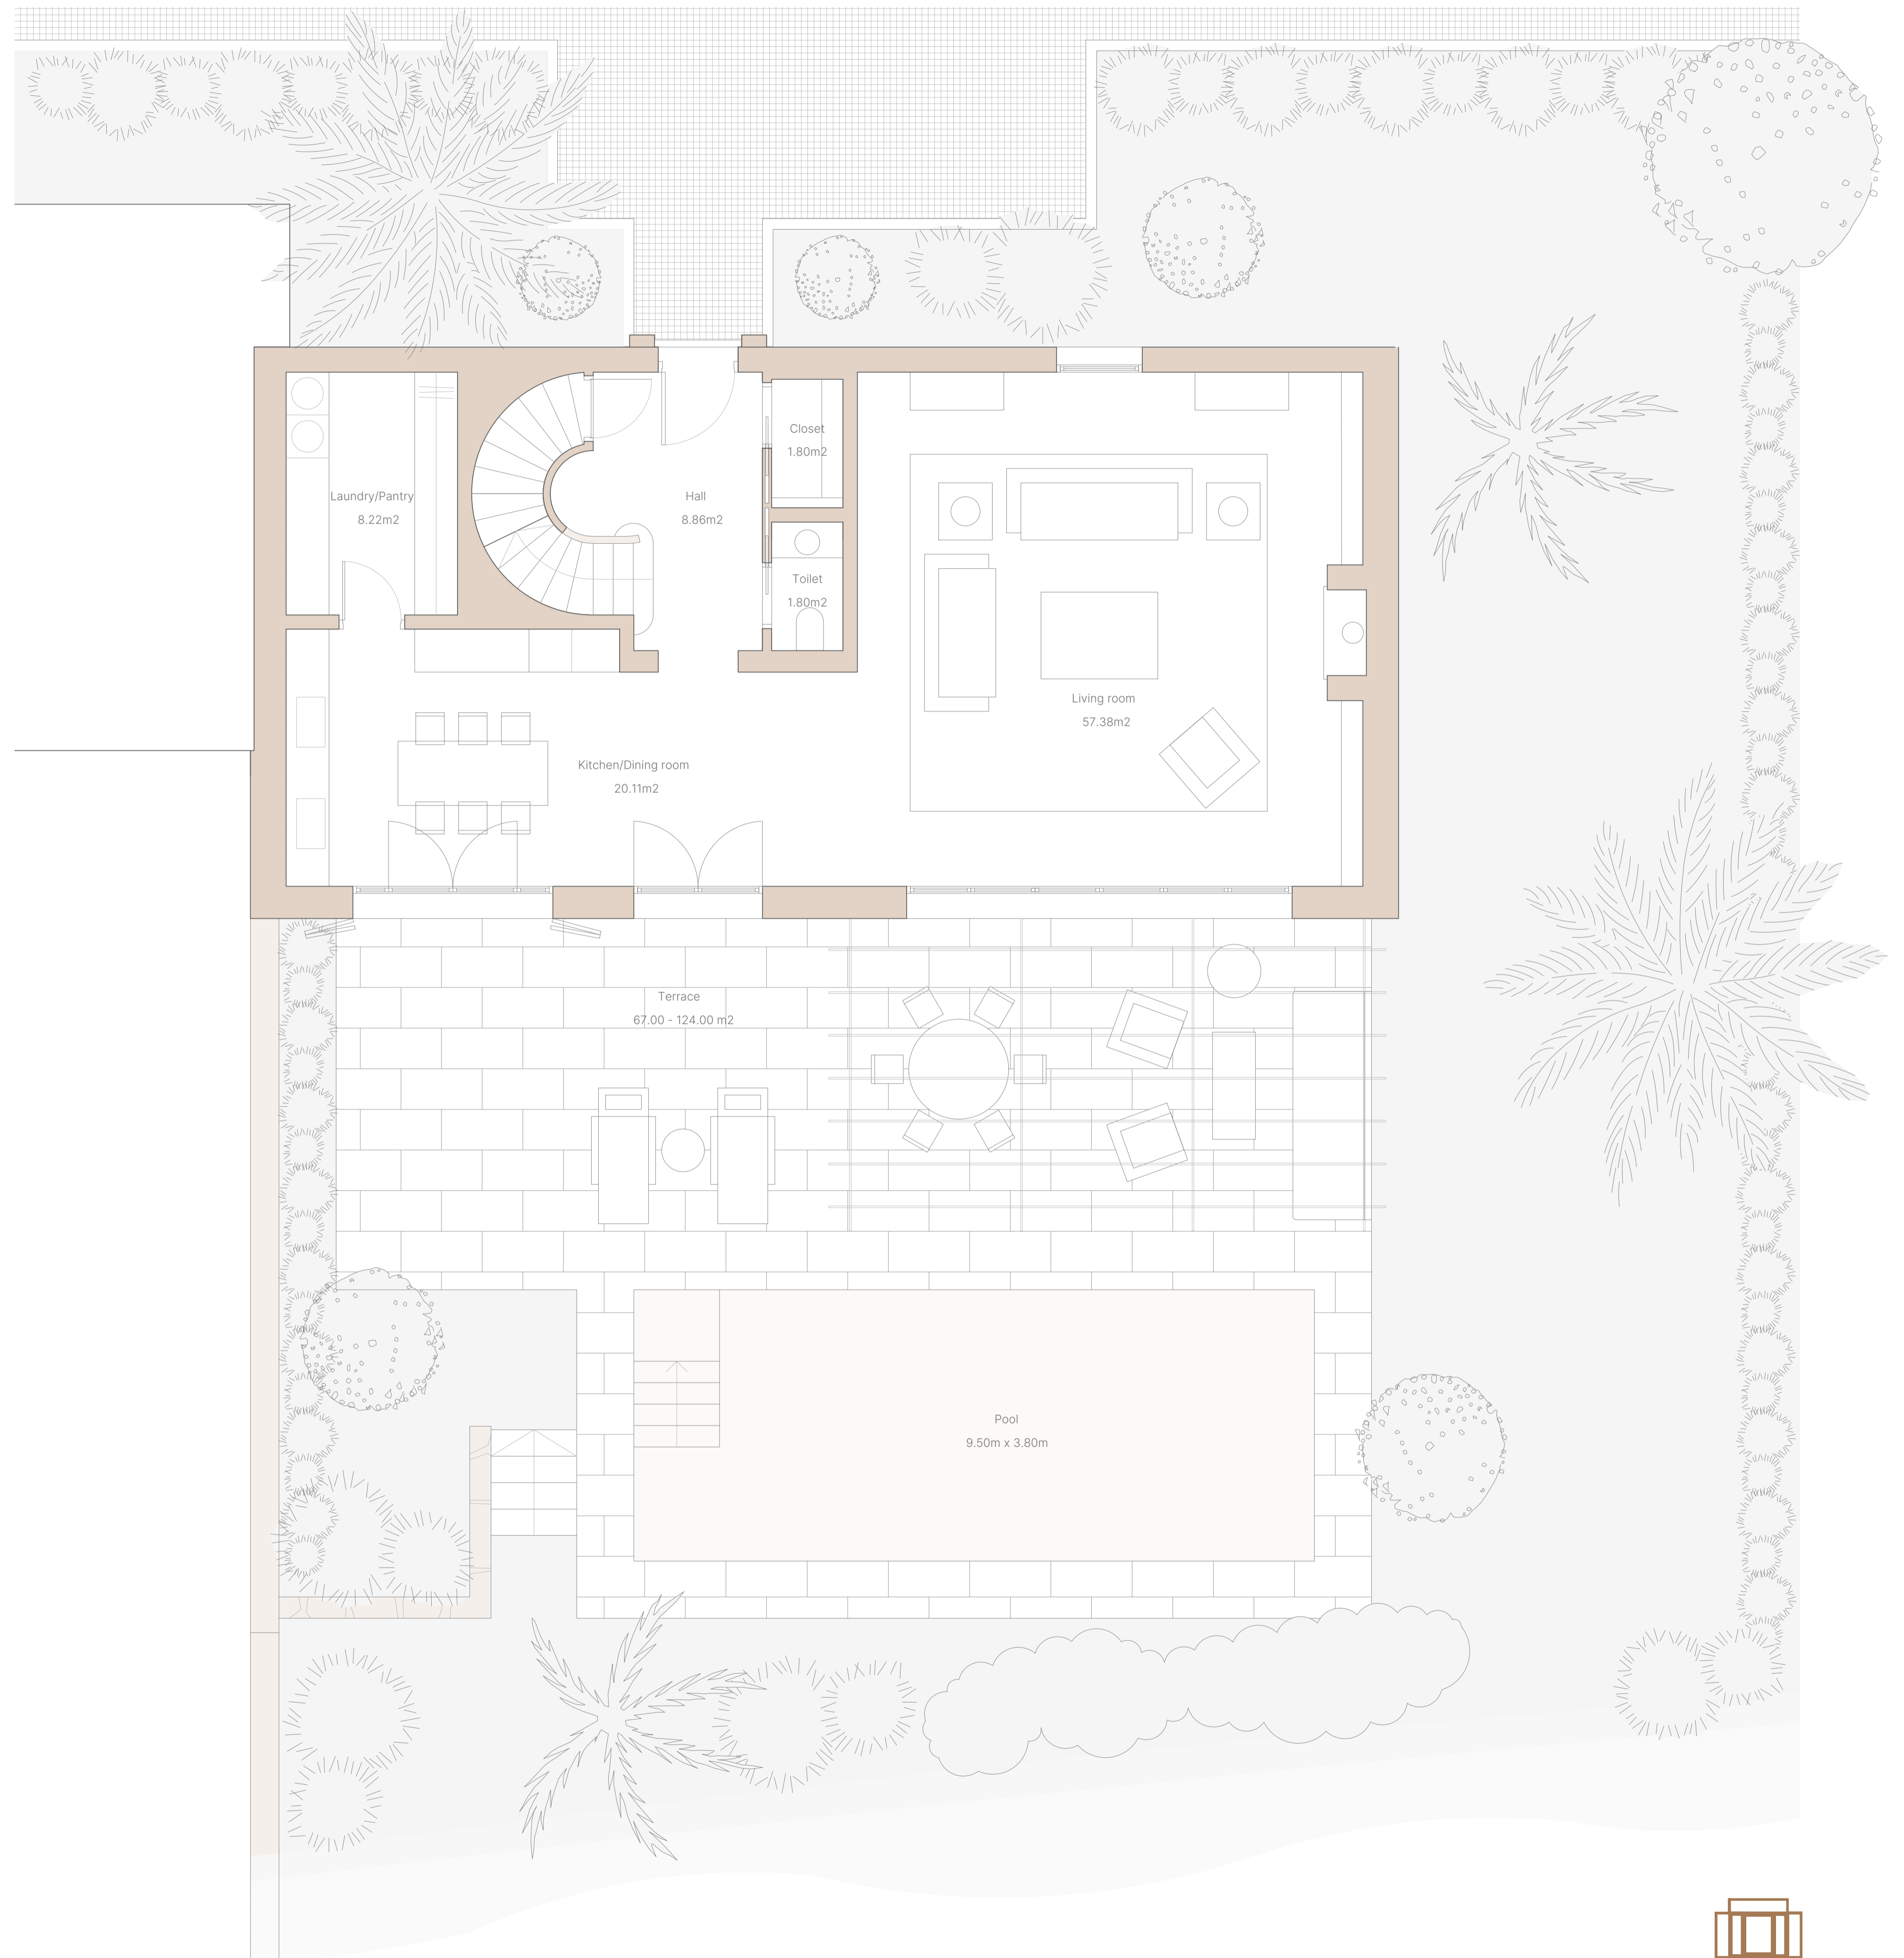 Closet
1.80m2
Laundry/Pantry
8.22m2
Hall
8.86m2
Toilet
1.80m2
Living room
57.38m2
Kitchen/Dining room
20.11m2
Terrace
67.00 - 124.00 m2
Pool
9.50m x 3.80m